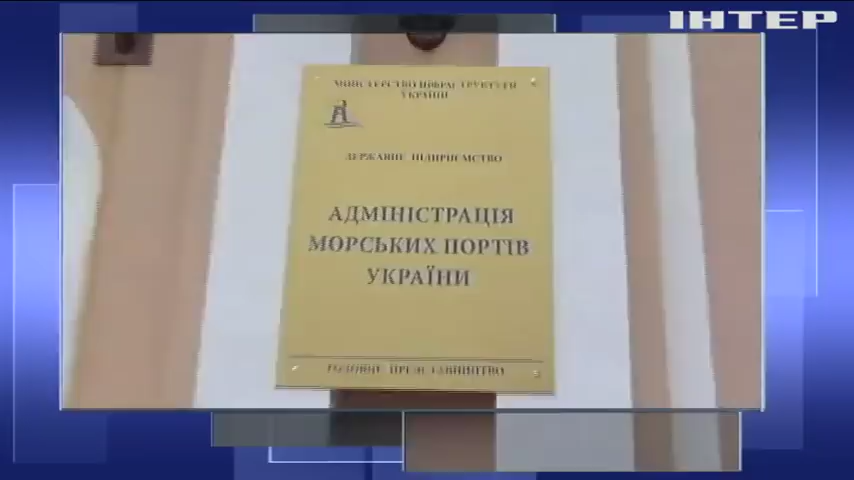 ІНТЕР
МІНІСТЕРСТВО ІНФРАСТРУКТУРИ
УКРАЇНИ
ДЕРЖАВНЕ ПІДПРИЄМСТВО
АДМІНІСТРАЦІЯ
МОРСЬКИХ ПОРТІВ
УКРАЇНИ
ГОЛОВНЕ ПРЕДСТАВНИЦТВО